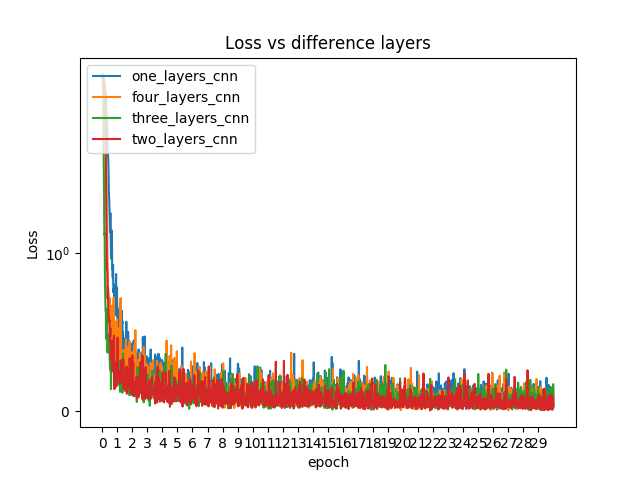 Loss vs difference layers
one_layers_cnn
four_layers_cnn
three_layers_cnn
two_layers_cnn
Loss
10⁰
0
0 1 2 3 4 5 6 7 8 9 10 11 12 13 14 15 16 17 18 19 20 21 22 23 24 25 26 27 28 29
epoch